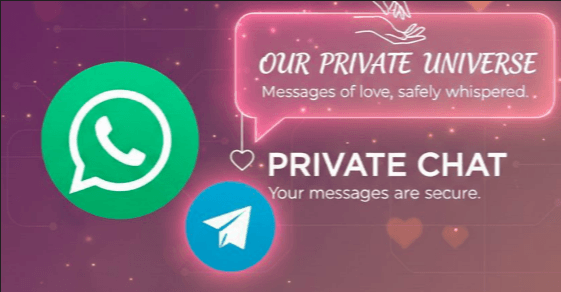 OUR PRIVATE UNIVERSE
Messages of love, safely whispered.
PRIVATE CHAT
Your messages are secure.